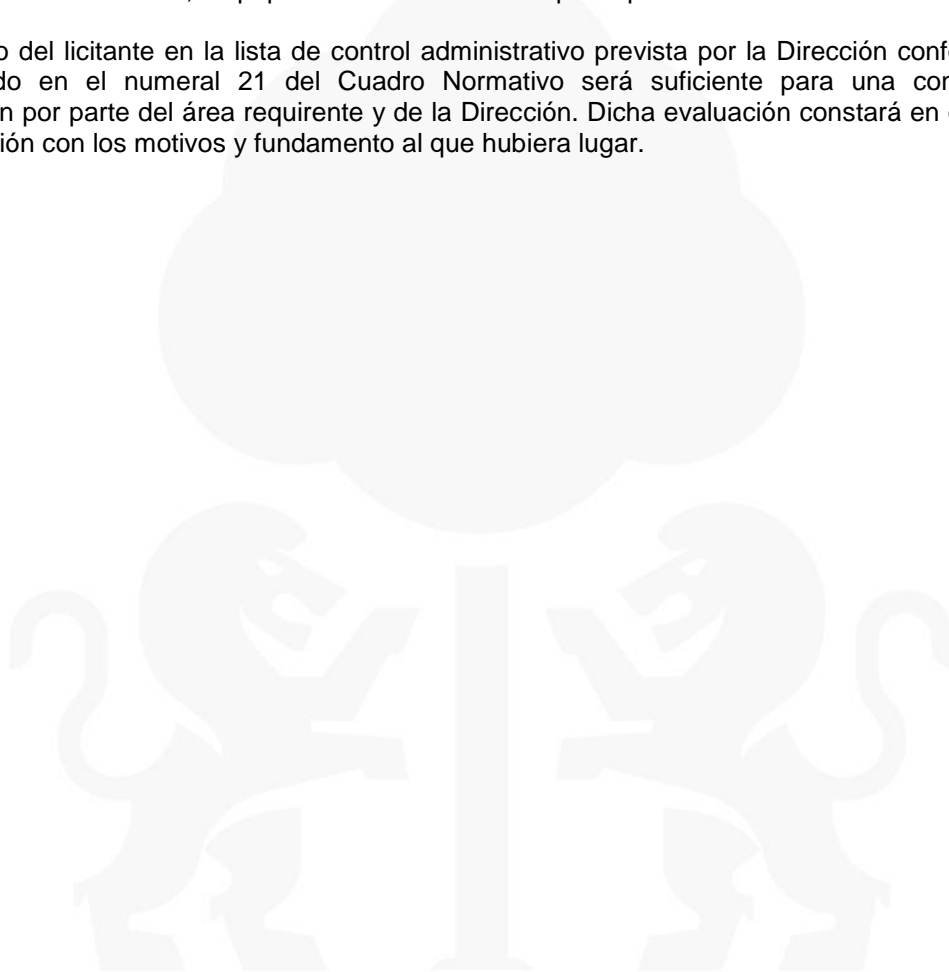 o del licitante en la lista de control administrativo prevista por la Dirección conf
do en el numeral 21 del Cuadro Normativo será suficiente para una con
n por parte del área requirente y de la Dirección. Dicha evaluación constará en
ión con los motivos y fundamento al que hubiera lugar.